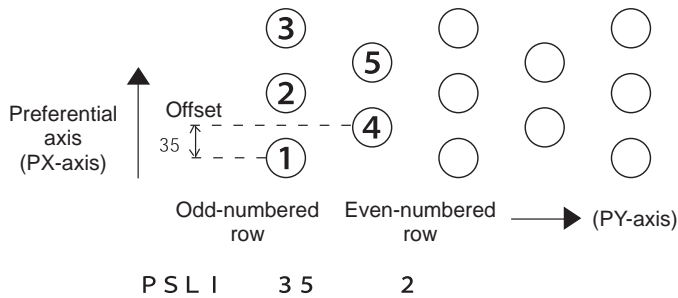 3
5
2
Preferential
axis
(PX-axis)
Offset
35
4
1
Odd-numbered
row
Even-numbered
row
(PY-axis)
PSLI 35 2